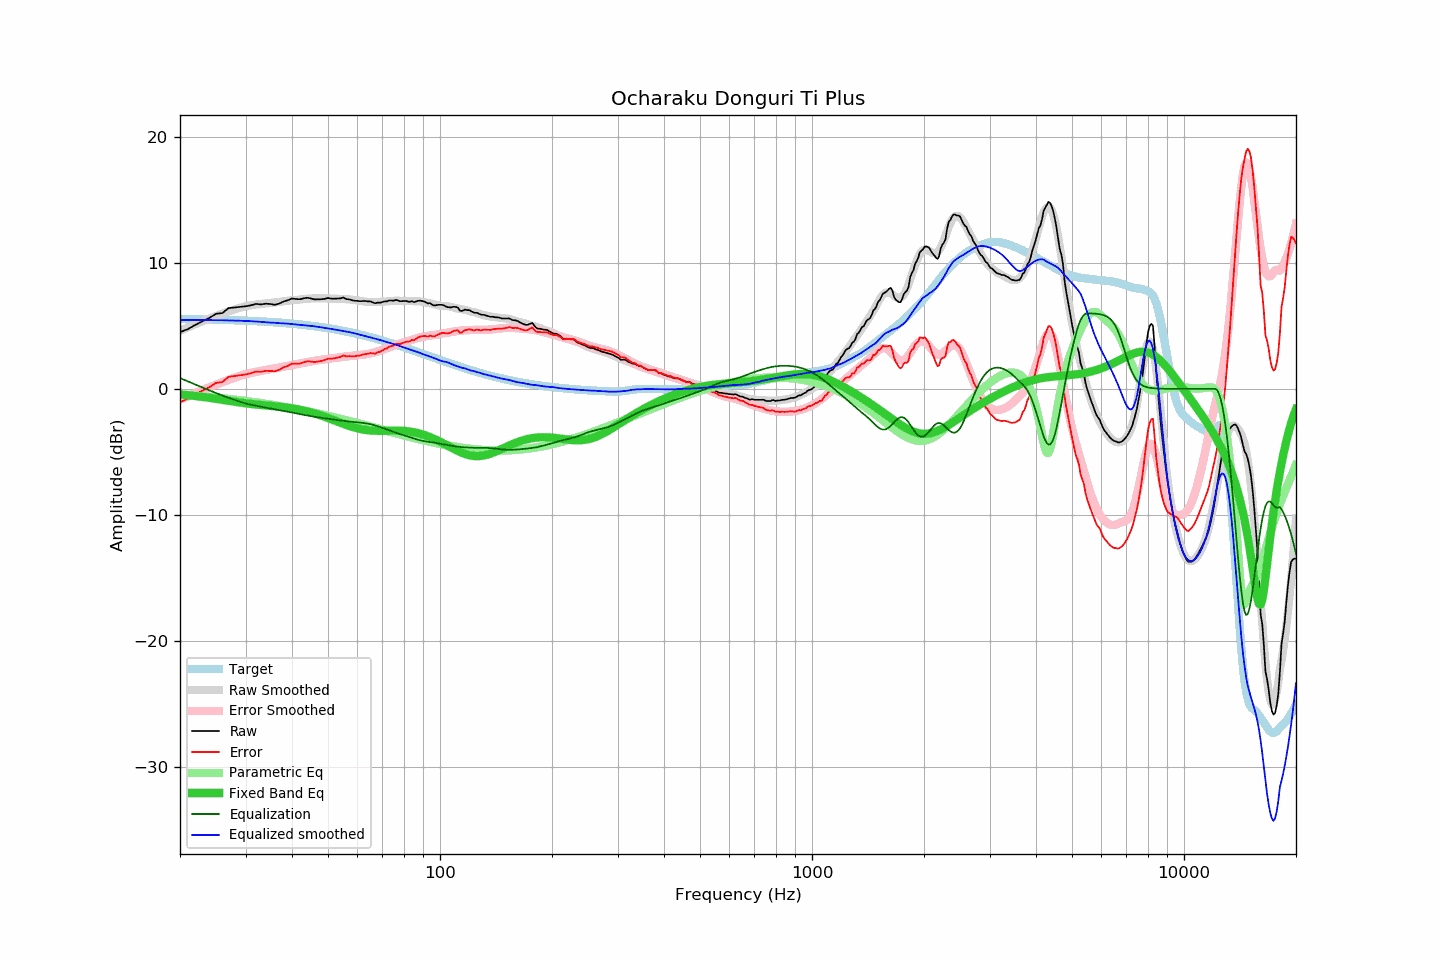 Ocharaku Donguri Ti Plus
20
10
0
−10
−20
−30
Amplitude (dBr)
Target
Raw Smoothed
Error Smoothed
Raw
Error
Parametric Eq
Fixed Band Eq
Equalization
Equalized smoothed
100
1000
10000
Frequency (Hz)